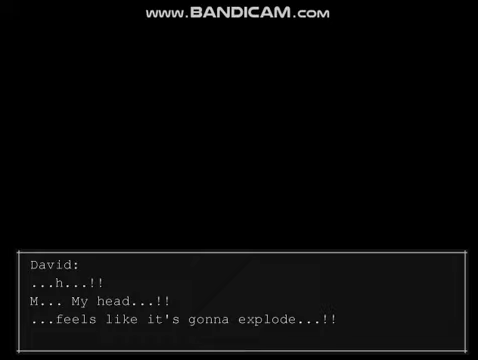 www.BANDICAM.com
David:
...h...!!
M... My head...!!
...feels like it's gonna explode...!!